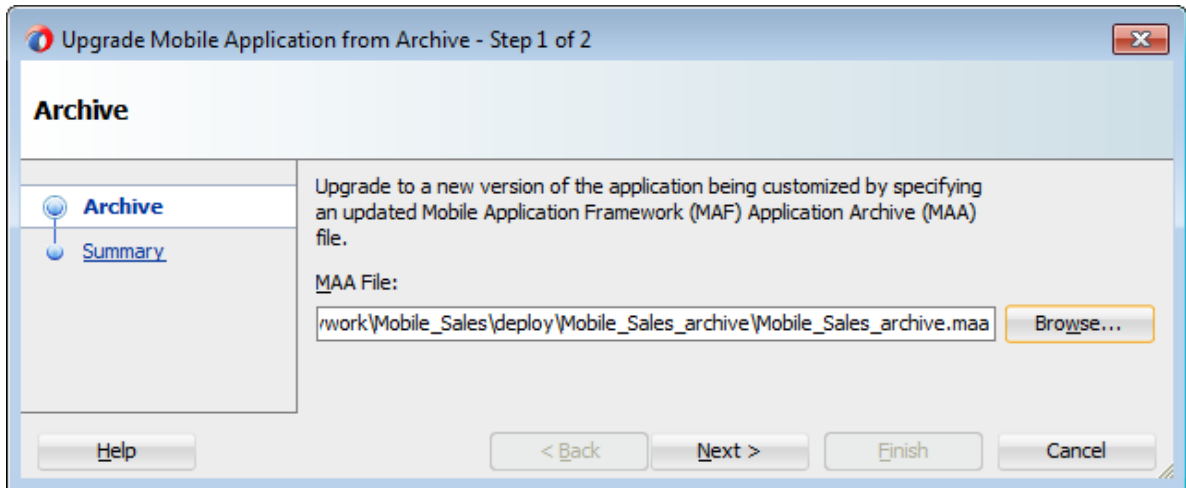 Upgrade Mobile Application from Archive - Step 1 of 2
Archive
Archive
Summary
Upgrade to a new version of the application being customized by specifying
an updated Mobile Application Framework (MAF) Application Archive (MAA)
file.
MAA File:
work\Mobile_Sales\deploy\Mobile_Sales_archive\Mobile_Sales_archive.maa
Browse...
Help
< Back
Next >
Finish
Cancel